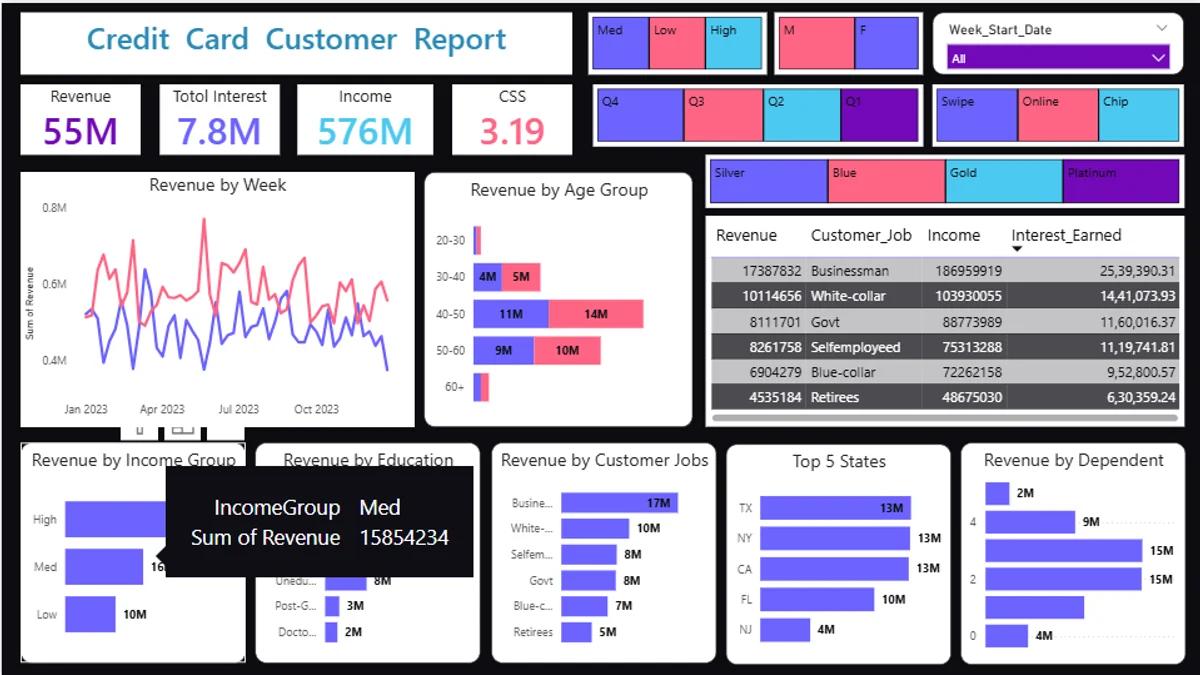 Credit Card Customer Report
Med Low High
M F
Week_Start_Date
All
Revenue
55M
Totol Interest
7.8M
Income
576M
CSS
3.19
Q4 Q3 Q2 Q1
Swipe Online Chip
Silver Blue Gold Platinum
Revenue by Week
0.8M
0.6M
0.4M
Sum of Revenue
Jan 2023 Apr 2023 Jul 2023 Oct 2023
Revenue by Age Group
20-30
30-40 4M 5M
40-50 11M 14M
50-60 9M 10M
60+
Revenue Customer_Job Income Interest_Earned
17387832 Businessman 186959919 25,39,390.31
10114656 White-collar 103930055 14,41,073.93
8111701 Govt 88773989 11,60,016.37
8261758 Selfemployeed 75313288 11,19,741.81
6904279 Blue-collar 72262158 9,52,800.57
4535184 Retirees 48675030 6,30,359.24
Revenue by Income Group
High
Med
Low 10M
IncomeGroup Med
Sum of Revenue 15854234
Revenue by Education
Unedu... 8M
Post-G... 3M
Docto... 2M
Revenue by Customer Jobs
Busine... 17M
White-... 10M
Selfem... 8M
Govt 8M
Blue-c... 7M
Retirees 5M
Top 5 States
TX 13M
NY 13M
CA 13M
FL 10M
NJ 4M
Revenue by Dependent
2M
4 9M
15M
2 15M
0 4M